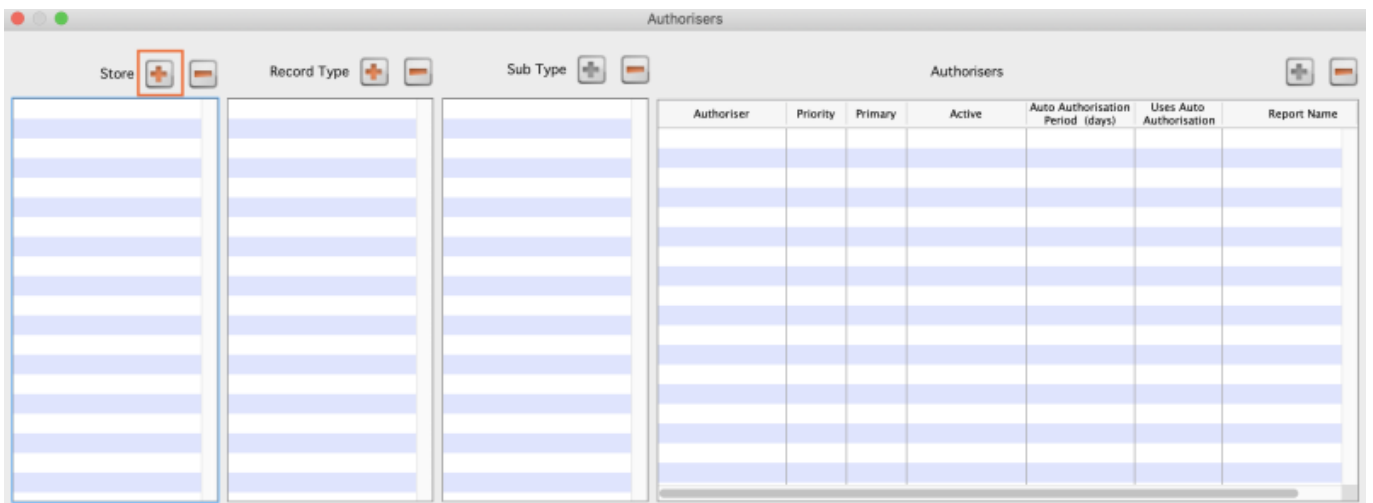 Authorisers
Store Record Type Sub Type Authorisers
Authoriser Priority Primary Active Auto Authorisation Period (days) Uses Auto Authorisation Report Name